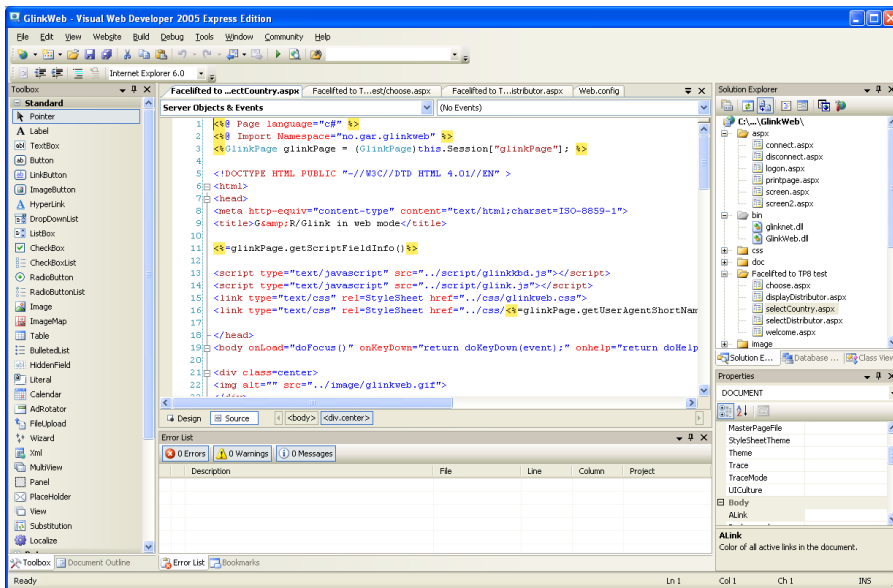 GlinkWeb - Visual Web Developer 2005 Express Edition
File Edit View Website Build Debug Tools Window Community Help
Internet Explorer 6.0
Toolbox
Standard
Pointer
A Label
abl TextBox
ab Button
ab LinkButton
ImageButton
A HyperLink
DropDownList
ListBox
CheckBox
CheckBoxList
RadioButton
RadioButtonList
Image
ImageMap
Table
BulletedList
HiddenField
Literal
Calendar
AdRotator
FileUpload
Wizard
Xml
MultiView
Panel
PlaceHolder
View
Substitution
Localize
Toolbox Document Outline
Facelifted to ...ectCountry.aspx Facelifted to T...est/choose.aspx Facelifted to T...istributor.aspx Web.config
Server Objects & Events (No Events)
1 <%@ Page language="c#" %>
2 <%@ Import Namespace="no.gar.glinkweb" %>
3 <%GlinkPage glinkPage = (GlinkPage)this.Session["glinkPage"]; %>
4
5 <!DOCTYPE HTML PUBLIC "-//W3C//DTD HTML 4.01//EN" >
6 <html>
7 <head>
8 <meta http-equiv="content-type" content="text/html;charset=ISO-8859-1">
9 <title>G&amp;R/Glink in web mode</title>
10
11 <%=glinkPage.getScriptFieldInfo()%>
12
13 <script type="text/javascript" src="../script/glinkkbd.js"></script>
14 <script type="text/javascript" src="../script/glink.js"></script>
15 <link type="text/css" rel=StyleSheet href="../css/glinkweb.css">
16 <link type="text/css" rel=StyleSheet href="../css/<%=glinkPage.getUserAgentShortNam
17
18 </head>
19 <body onLoad="doFocus()" onKeyDown="return doKeyDown(event);" onhelp="return doHelp
20
21 <div class=center>
22 <img alt="" src="../image/glinkweb.gif">
23 </div>
Design Source <body> <div.center>
Error List
0 Errors 0 Warnings 0 Messages
Description File Line Column Project
Error List Bookmarks
Solution Explorer
C:\...\GlinkWeb\
aspx
connect.aspx
disconnect.aspx
logon.aspx
printpage.aspx
screen.aspx
screen2.aspx
bin
glinknet.dll
GlinkWeb.dll
css
doc
Facelifted to TP8 test
choose.aspx
displayDistributor.aspx
selectCountry.aspx
selectDistributor.aspx
welcome.aspx
image
Solution E... Database ... Class View
Properties
DOCUMENT
MasterPageFile
StyleSheetTheme
Theme
Trace
TraceMode
UICulture
Body
ALink
ALink
Color of all active links in the document.
Ready Ln 1 Col 1 Ch 1 INS